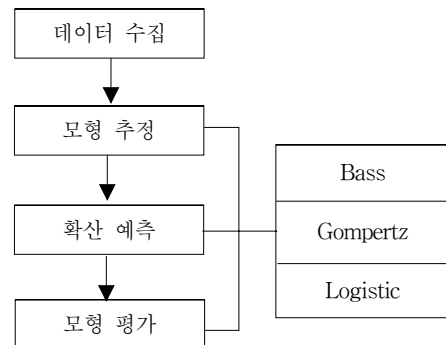 데이터 수집
모형 추정
확산 예측
모형 평가
Bass
Gompertz
Logistic